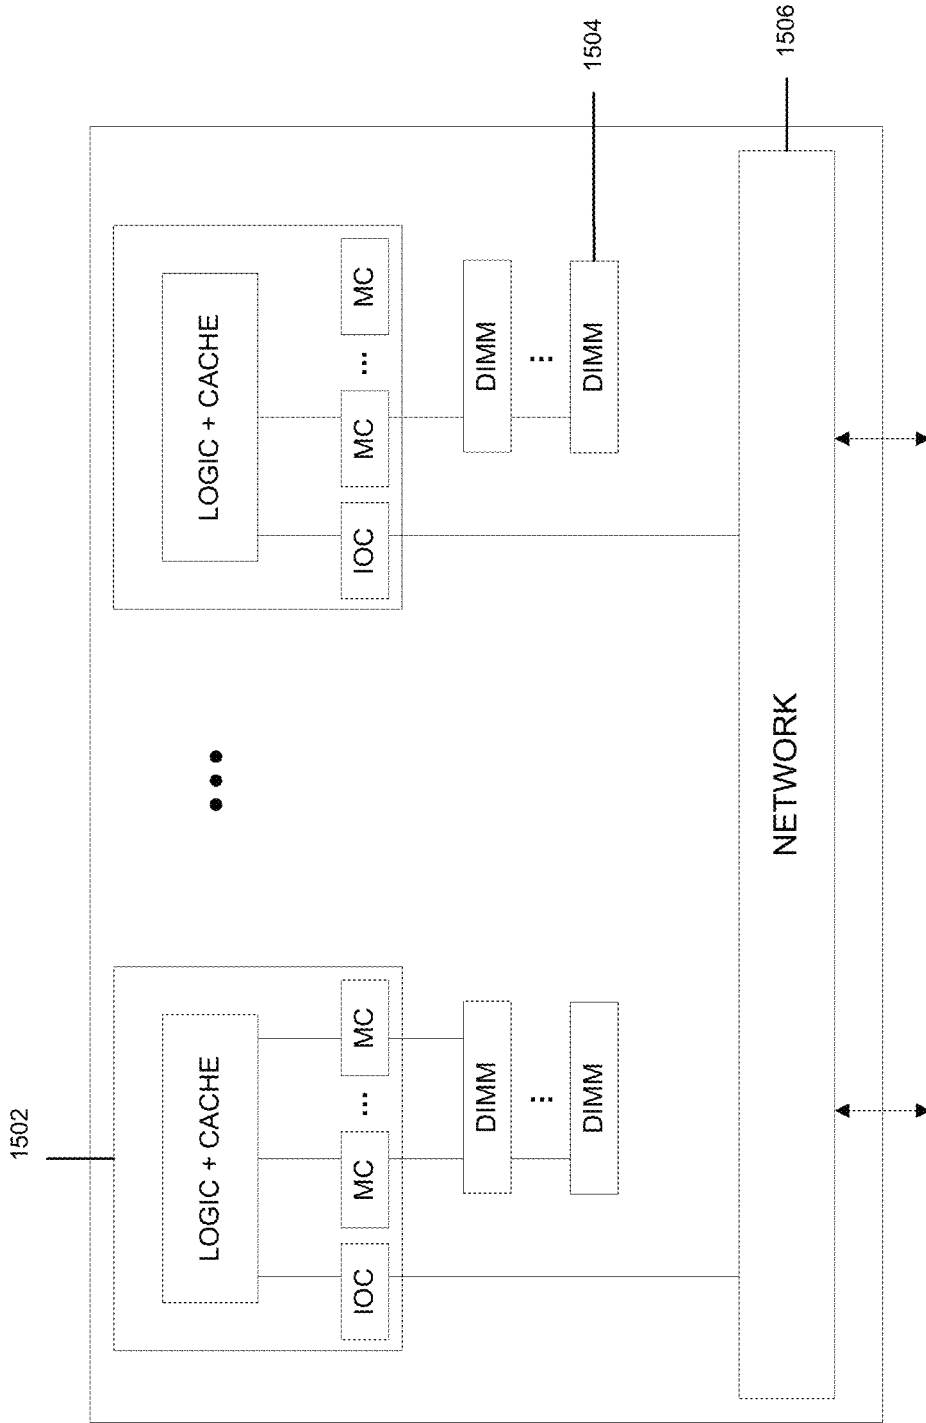 1502
LOGIC + CACHE
LOGIC + CACHE
IOC
MC
...
MC
IOC
MC
...
MC
DIMM
...
DIMM
DIMM
...
DIMM
1504
NETWORK
1506